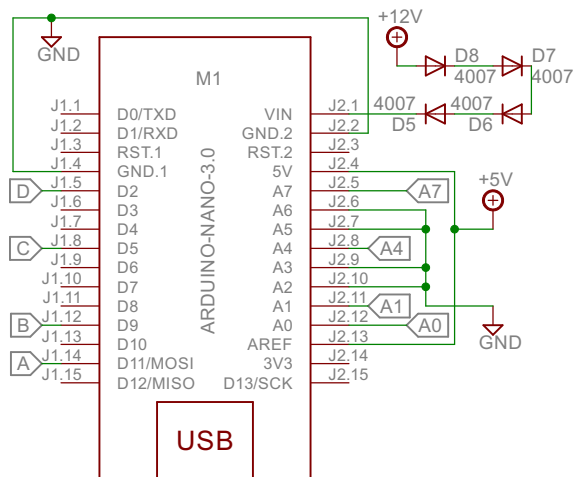 +12V
D8
D7
GND
4007
4007
M1
4007
4007
D5
D6
J1.1
D0/TXD
VIN
J2.1
J1.2
D1/RXD
GND.2
J2.2
J1.3
RST.1
RST.2
J2.3
J1.4
GND.1
5V
J2.4
D
J1.5
D2
A7
J2.5
A7
+5V
J1.6
D3
A6
J2.6
J1.7
D4
A5
J2.7
C
J1.8
D5
A4
J2.8
A4
J1.9
D6
A3
J2.9
J1.10
D7
A2
J2.10
J1.11
D8
A1
J2.11
A1
B
J1.12
D9
A0
J2.12
A0
J1.13
D10
AREF
J2.13
GND
A
J1.14
D11/MOSI
3V3
J2.14
J1.15
D12/MISO
D13/SCK
J2.15
ARDUINO-NANO-3.0
USB